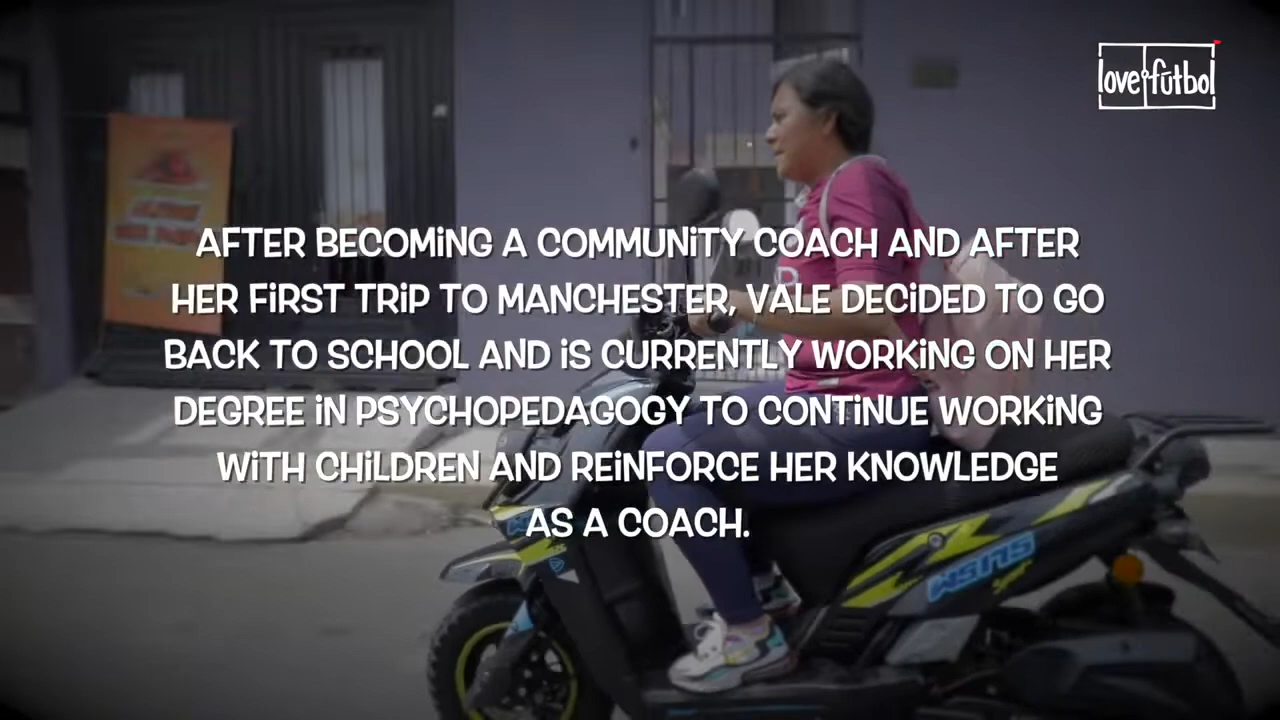 love.fútbol
AFTER BECOMING A COMMUNITY COACH AND AFTER
HER FIRST TRIP TO MANCHESTER, VALE DECIDED TO GO
BACK TO SCHOOL AND IS CURRENTLY WORKING ON HER
DEGREE IN PSYCHOPEDAGOGY TO CONTINUE WORKING
WITH CHILDREN AND REINFORCE HER KNOWLEDGE
AS A COACH.